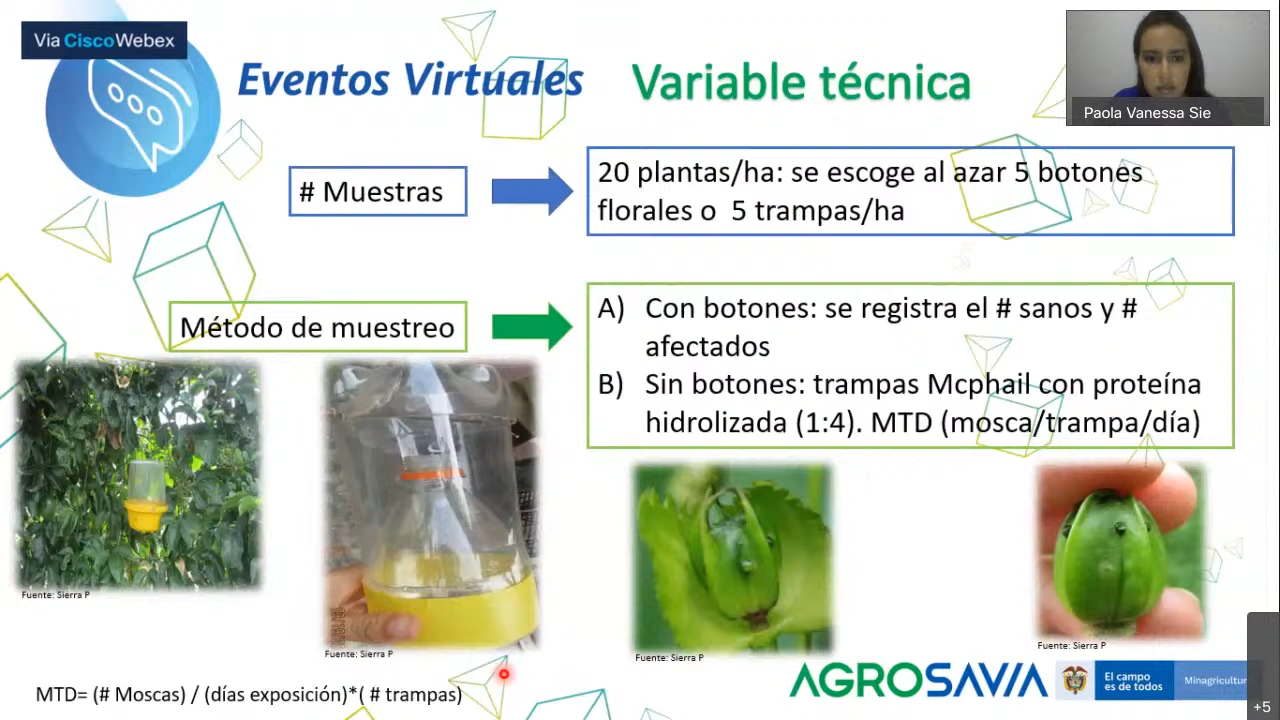 Via CiscoWebex
Eventos Virtuales
Variable técnica
Paola Vanessa Sie
# Muestras
20 plantas/ha: se escoge al azar 5 botones
florales o 5 trampas/ha
Método de muestreo
A) Con botones: se registra el # sanos y #
afectados
B) Sin botones: trampas Mcphail con proteína
hidrolizada (1:4). MTD (mosca/trampa/día)
Fuente: Sierra P
Fuente: Sierra P
Fuente: Sierra P
Fuente: Sierra P
MTD= (# Moscas) / (días exposición)*( # trampas)
AGROSAVIA
El campo
es de todos
Minagricultur
+5